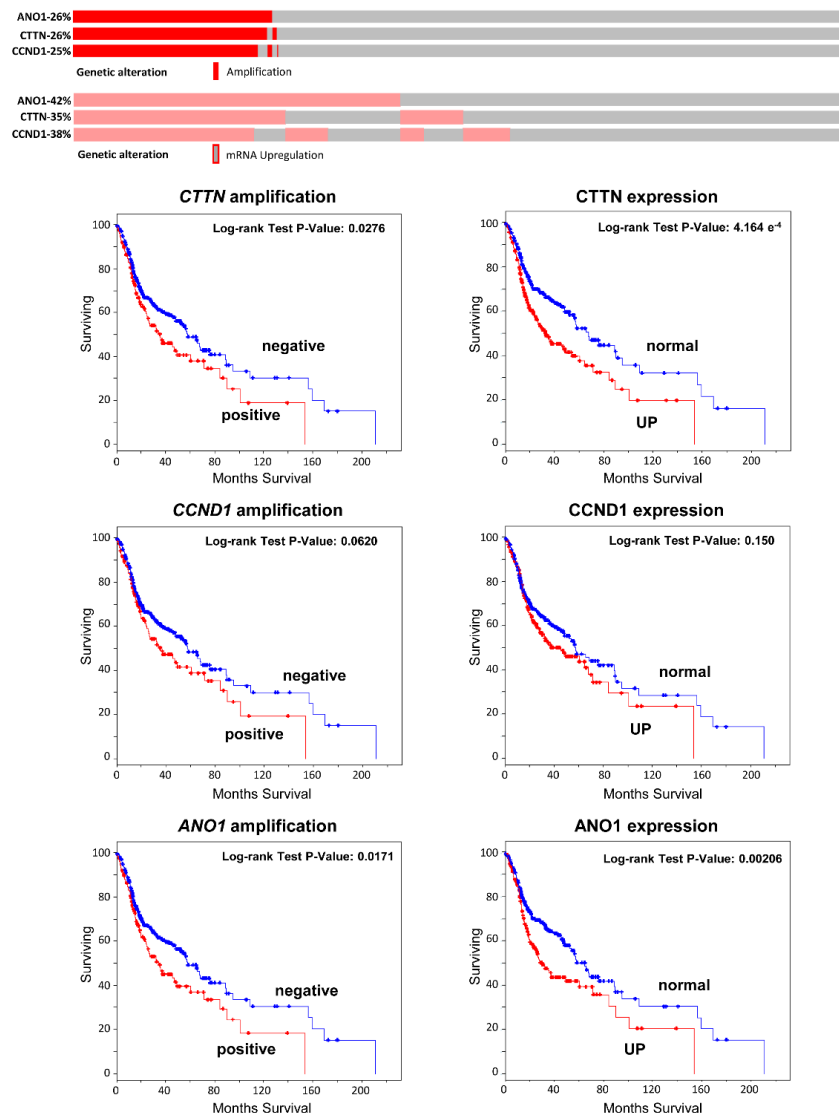 ANO1-26%
CTTN-26%
CCND1-25%
Genetic alteration Amplification
ANO1-42%
CTTN-35%
CCND1-38%
Genetic alteration mRNA Upregulation
CTTN amplification
Log-rank Test P-Value: 0.0276
100
80
60
40
20
0
Surviving
negative
positive
0 40 80 120 160 200
Months Survival
CTTN expression
Log-rank Test P-Value: 4.164 e-4
100
80
60
40
20
0
Surviving
normal
UP
0 40 80 120 160 200
Months Survival
CCND1 amplification
Log-rank Test P-Value: 0.0620
100
80
60
40
20
0
Surviving
negative
positive
0 40 80 120 160 200
Months Survival
CCND1 expression
Log-rank Test P-Value: 0.150
100
80
60
40
20
0
Surviving
normal
UP
0 40 80 120 160 200
Months Survival
ANO1 amplification
Log-rank Test P-Value: 0.0171
100
80
60
40
20
0
Surviving
negative
positive
0 40 80 120 160 200
Months Survival
ANO1 expression
Log-rank Test P-Value: 0.00206
100
80
60
40
20
0
Surviving
normal
UP
0 40 80 120 160 200
Months Survival